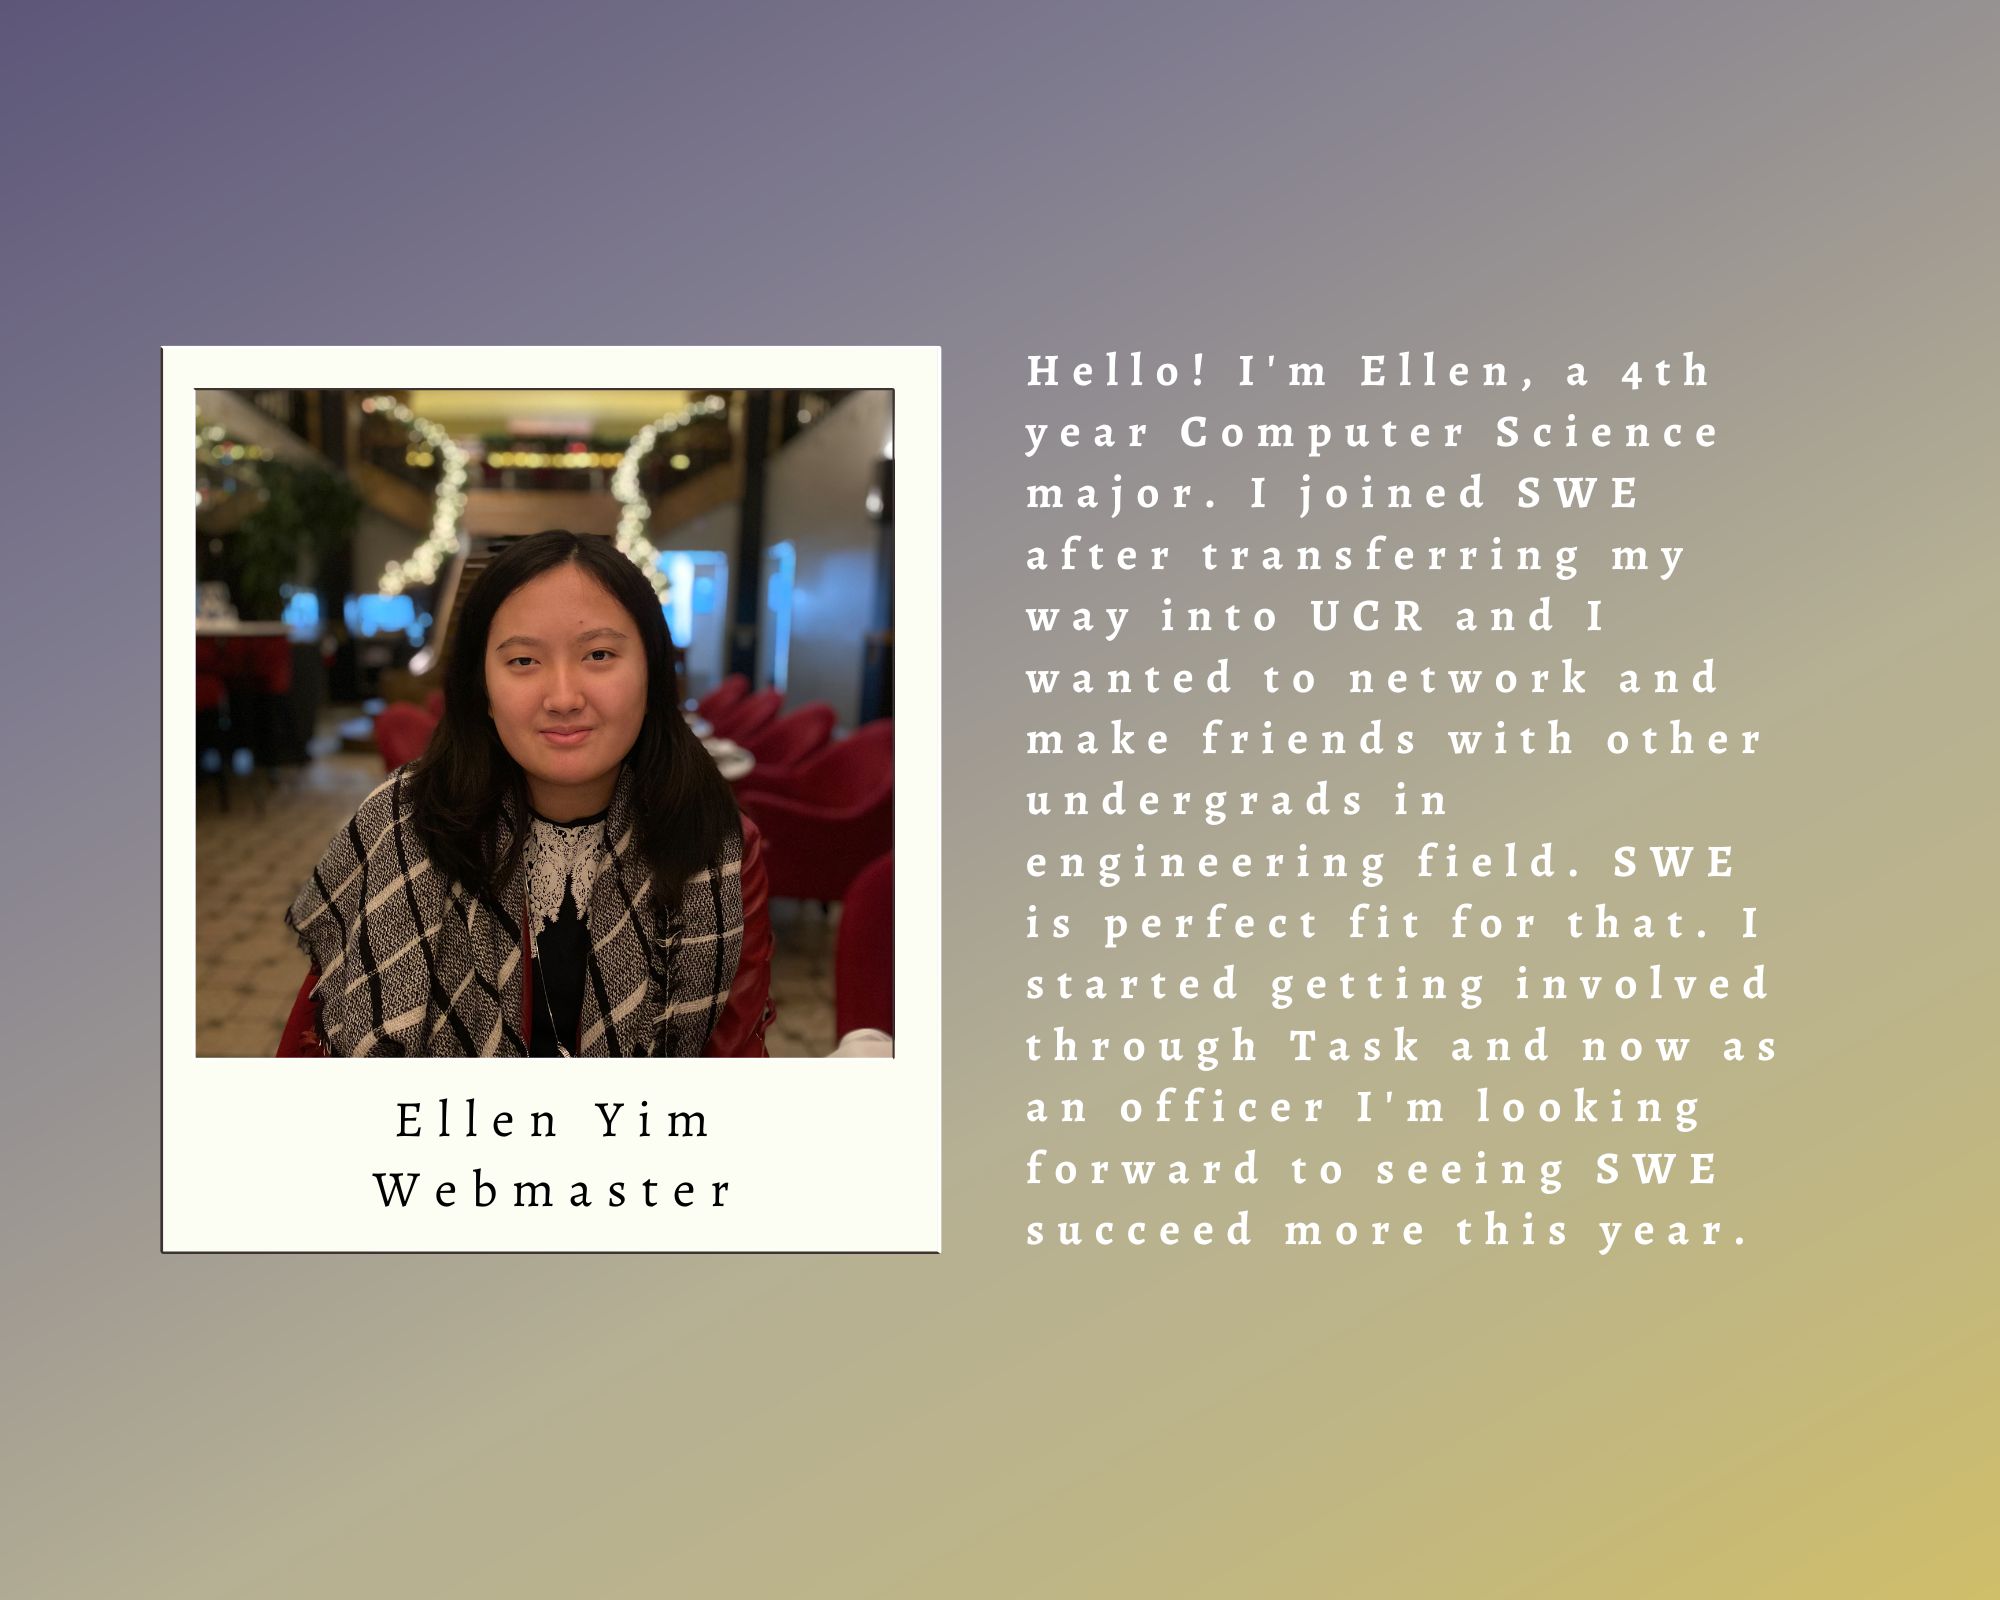 Ellen Yim
Webmaster
Hello! I'm Ellen, a 4th
year Computer Science
major. I joined SWE
after transferring my
way into UCR and I
wanted to network and
make friends with other
undergrads in
engineering field. SWE
is perfect fit for that. I
started getting involved
through Task and now as
an officer I'm looking
forward to seeing SWE
succeed more this year.